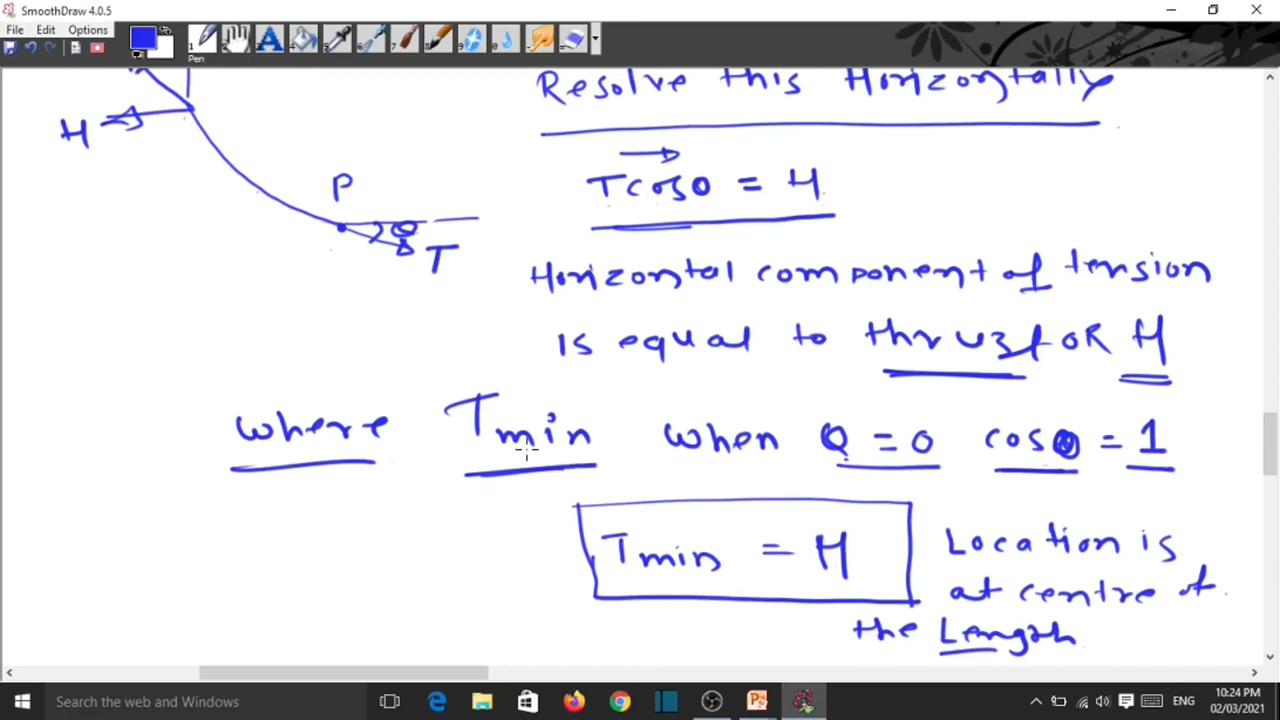 SmoothDraw 4.0.5
File Edit Options
Pen
Resolve this Horizontally
H
Tcosθ = H
P
θ
T
Horizontal component of tension
is equal to thrust OR H
where Tmin when θ = 0 cosθ = 1
Tmin = H
Location is
at centre of
the Length
Search the web and Windows
ENG
10:24 PM
02/03/2021